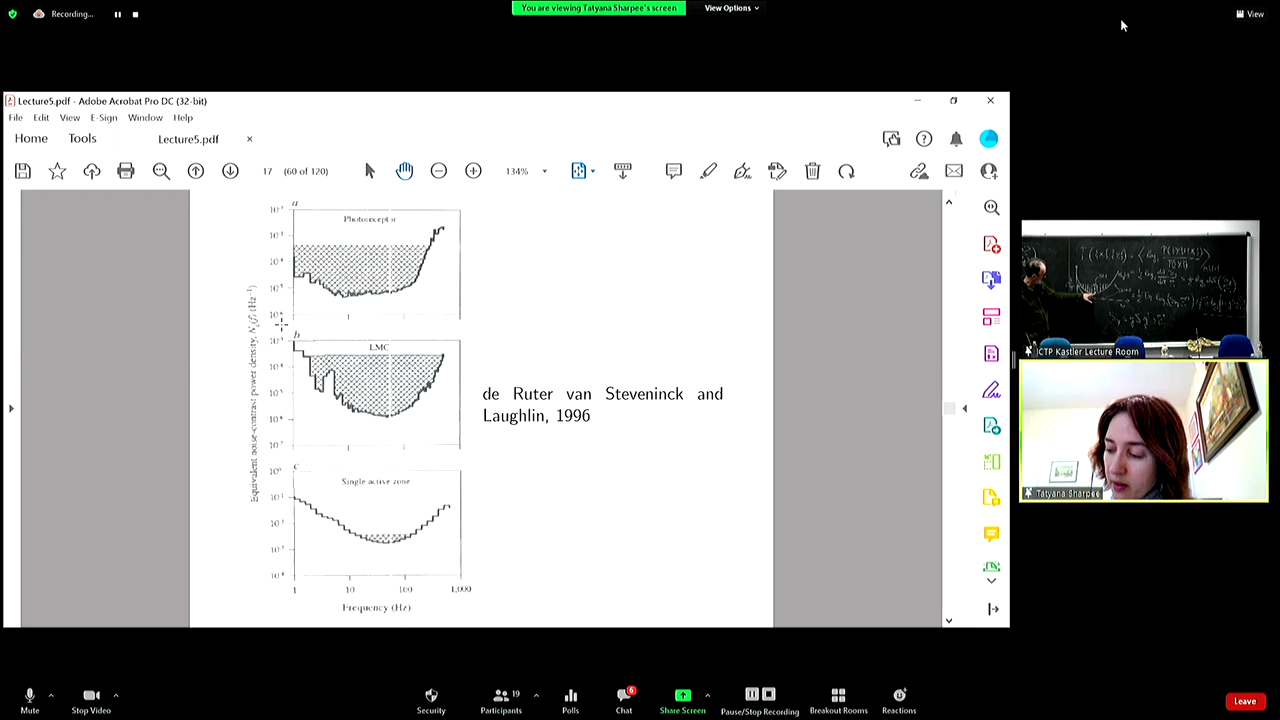 Recording...
You are viewing Tatyana Sharpee's screen
View Options
View
Lecture5.pdf - Adobe Acrobat Pro DC (32-bit)
File Edit View E-Sign Window Help
Home Tools Lecture5.pdf
17 (60 of 120) 134%
a
Photoreceptor
b
LMC
c
Single active zone
Equivalent noise-contrast power density,
1 10 100 1,000
Frequency (Hz)
de Ruter van Steveninck and
Laughlin, 1996
ICTP Kastler Lecture Room
Tatyana Sharpee
Mute
Stop Video
Security
Participants 19
Polls
Chat 6
Share Screen
Pause/Stop Recording
Breakout Rooms
Reactions
Leave